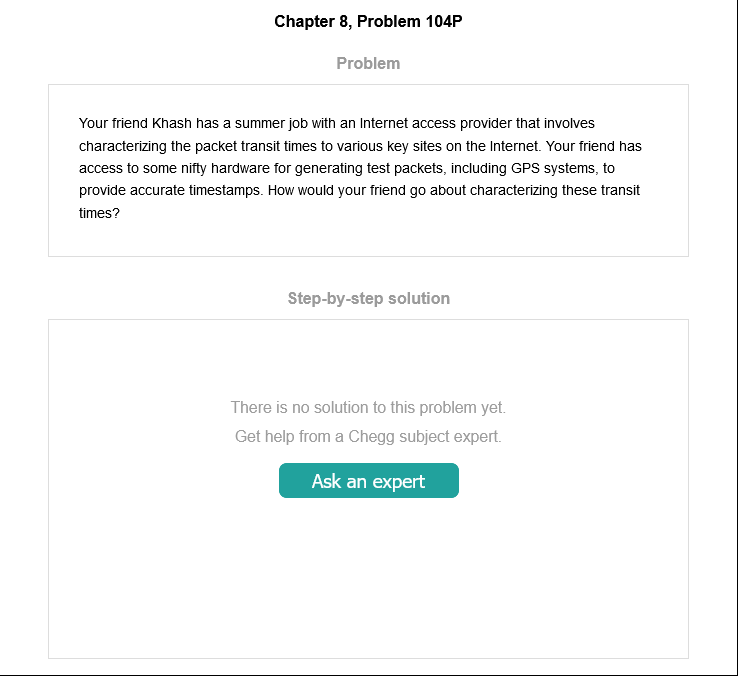 Chapter 8, Problem 104P
Problem
Your friend Khash has a summer job with an Internet access provider that involves
characterizing the packet transit times to various key sites on the Internet. Your friend has
access to some nifty hardware for generating test packets, including GPS systems, to
provide accurate timestamps. How would your friend go about characterizing these transit
times?
Step-by-step solution
There is no solution to this problem yet.
Get help from a Chegg subject expert.
Ask an expert